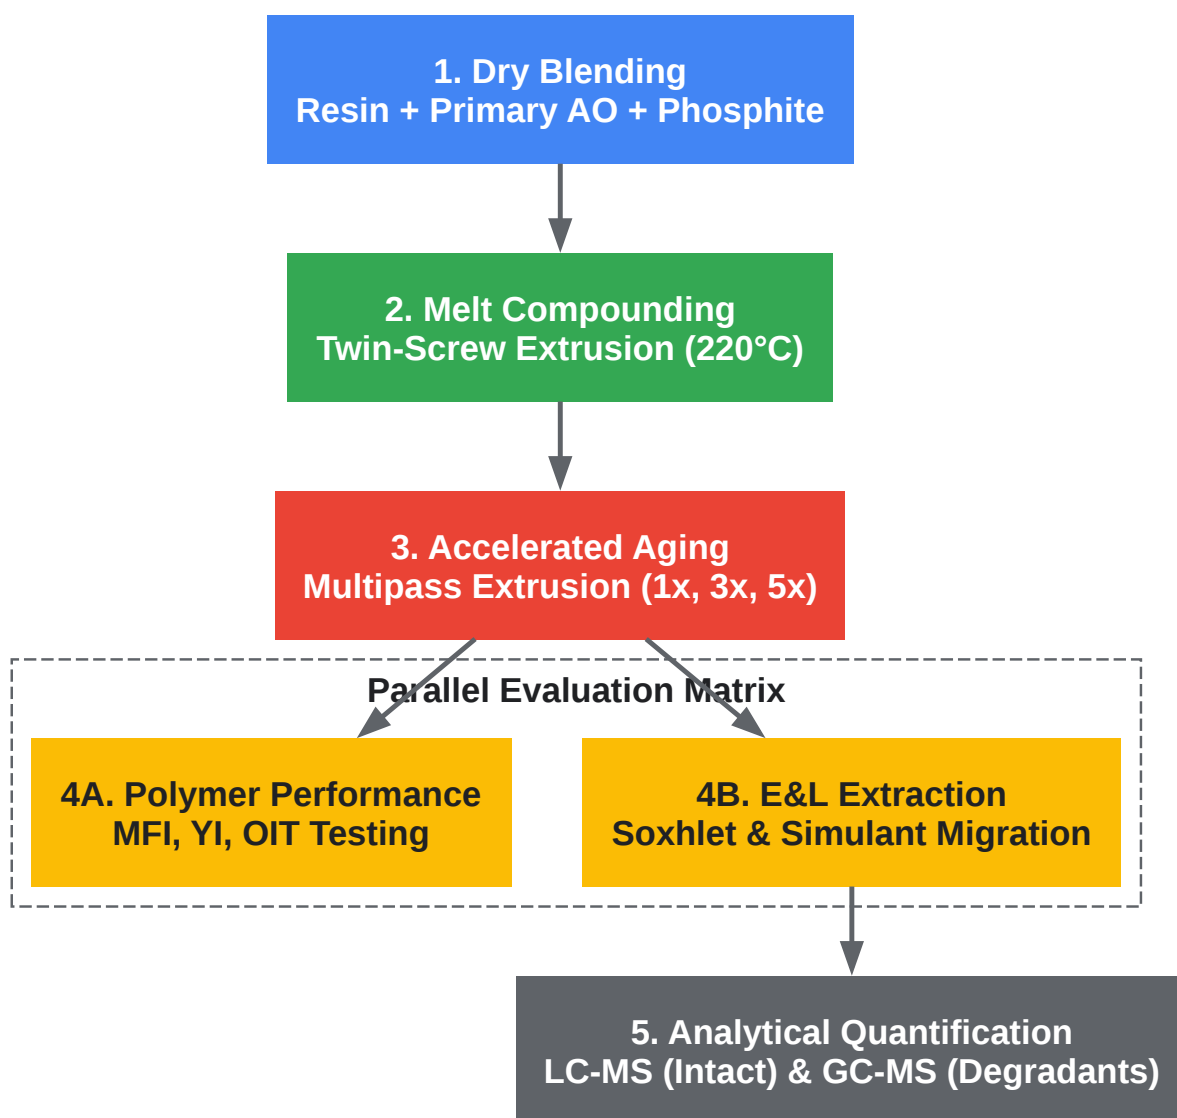 1. Dry Blending
Resin + Primary AO + Phosphite
2. Melt Compounding
Twin-Screw Extrusion (220°C)
3. Accelerated Aging
Multipass Extrusion (1x, 3x, 5x)
Parallel Evaluation Matrix
4A. Polymer Performance
MFI, YI, OIT Testing
4B. E&L Extraction
Soxhlet & Simulant Migration
5. Analytical Quantification
LC-MS (Intact) & GC-MS (Degradants)